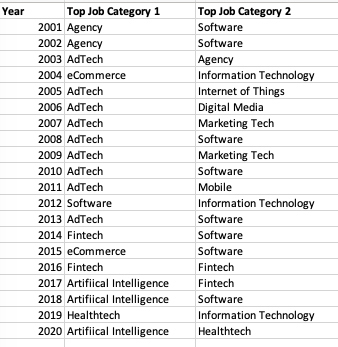 Year Top Job Category 1 Top Job Category 2
2001 Agency Software
2002 Agency Software
2003 AdTech Agency
2004 eCommerce Information Technology
2005 AdTech Internet of Things
2006 AdTech Digital Media
2007 AdTech Marketing Tech
2008 AdTech Software
2009 AdTech Marketing Tech
2010 AdTech Software
2011 AdTech Mobile
2012 Software Information Technology
2013 AdTech Software
2014 Fintech Software
2015 eCommerce Software
2016 Fintech Fintech
2017 Artifiical Intelligence Fintech
2018 Artifiical Intelligence Software
2019 Healthtech Information Technology
2020 Artifiical Intelligence Healthtech